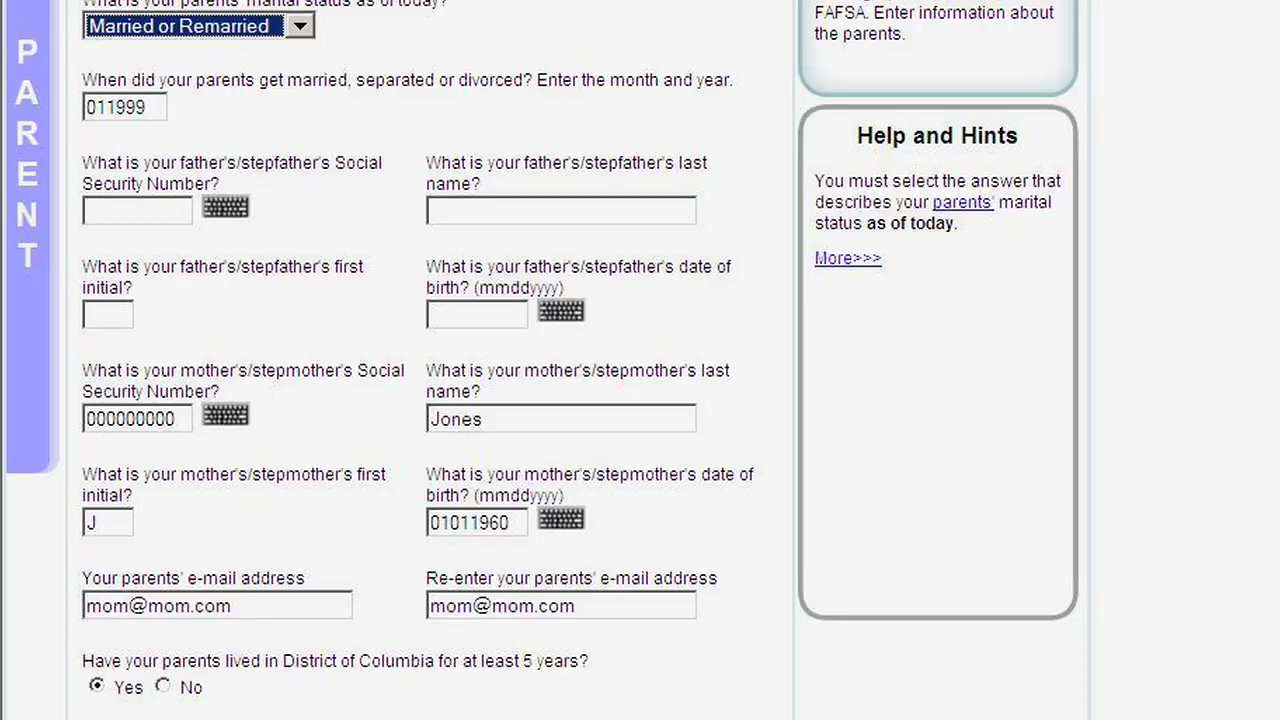 What is your parents' marital status as of today?
Married or Remarried
When did your parents get married, separated or divorced? Enter the month and year.
011999
What is your father's/stepfather's Social
Security Number?
What is your father's/stepfather's last
name?
What is your father's/stepfather's first
initial?
What is your father's/stepfather's date of
birth? (mmddyyyy)
What is your mother's/stepmother's Social
Security Number?
000000000
What is your mother's/stepmother's last
name?
Jones
What is your mother's/stepmother's first
initial?
J
What is your mother's/stepmother's date of
birth? (mmddyyyy)
01011960
Your parents' e-mail address
mom@mom.com
Re-enter your parents' e-mail address
mom@mom.com
Have your parents lived in District of Columbia for at least 5 years?
Yes No
PARENT
FAFSA. Enter information about
the parents.
Help and Hints
You must select the answer that
describes your parents' marital
status as of today.
More>>>